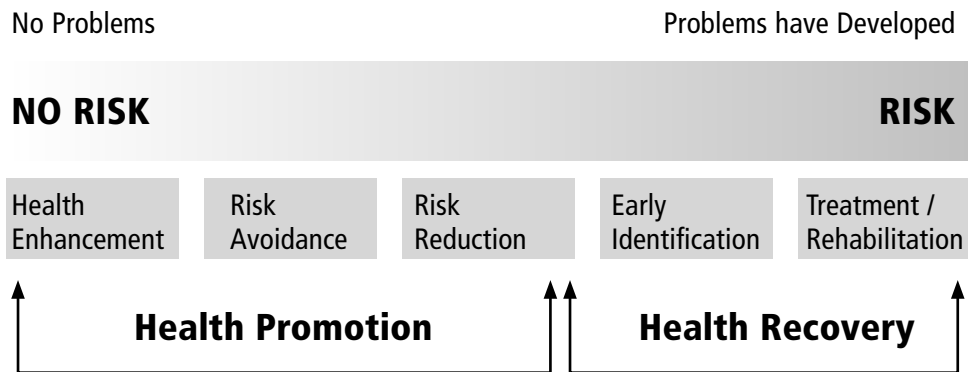 No Problems
Problems have Developed
NO RISK
RISK
Health
Enhancement
Risk
Avoidance
Risk
Reduction
Early
Identification
Treatment /
Rehabilitation
Health Promotion
Health Recovery